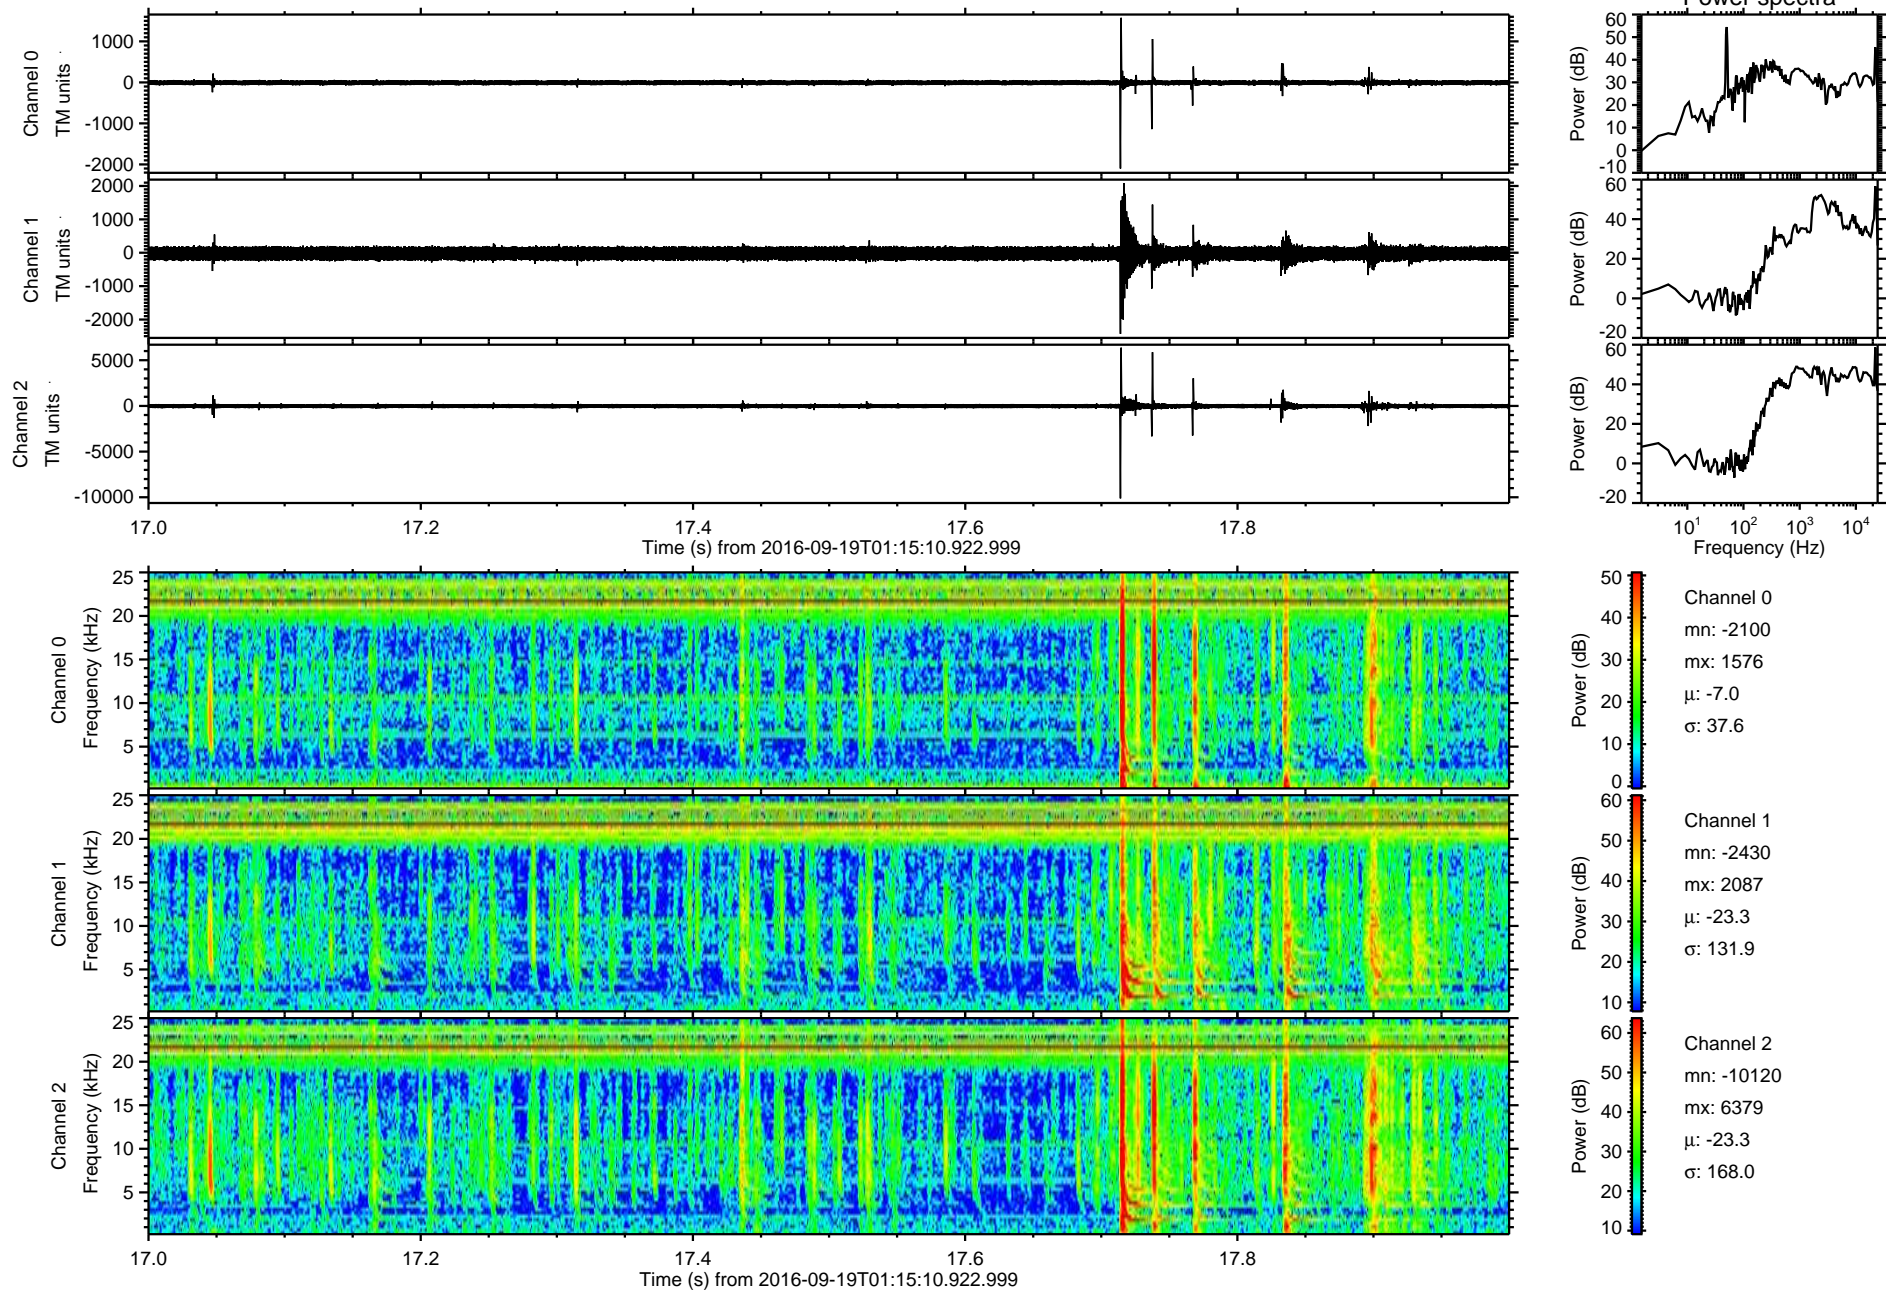 Power spectra
Channel 0
TM units
1000
0
-1000
-2000
60
50
40
30
20
10
0
-10
Power (dB)
Channel 1
TM units
2000
1000
0
-1000
-2000
60
40
20
0
-20
Power (dB)
Channel 2
TM units
5000
0
-5000
-10000
60
40
20
0
-20
Power (dB)
17.0 17.2 17.4 17.6 17.8
Time (s) from 2016-09-19T01:15:10.922.999
10¹ 10² 10³ 10⁴
Frequency (Hz)
Channel 0
Frequency (kHz)
25
20
15
10
5
50
40
30
20
10
0
Power (dB)
Channel 0
mn: -2100
mx: 1576
μ: -7.0
σ: 37.6
Channel 1
Frequency (kHz)
25
20
15
10
5
60
50
40
30
20
10
Power (dB)
Channel 1
mn: -2430
mx: 2087
μ: -23.3
σ: 131.9
Channel 2
Frequency (kHz)
25
20
15
10
5
60
50
40
30
20
10
Power (dB)
Channel 2
mn: -10120
mx: 6379
μ: -23.3
σ: 168.0
17.0 17.2 17.4 17.6 17.8
Time (s) from 2016-09-19T01:15:10.922.999